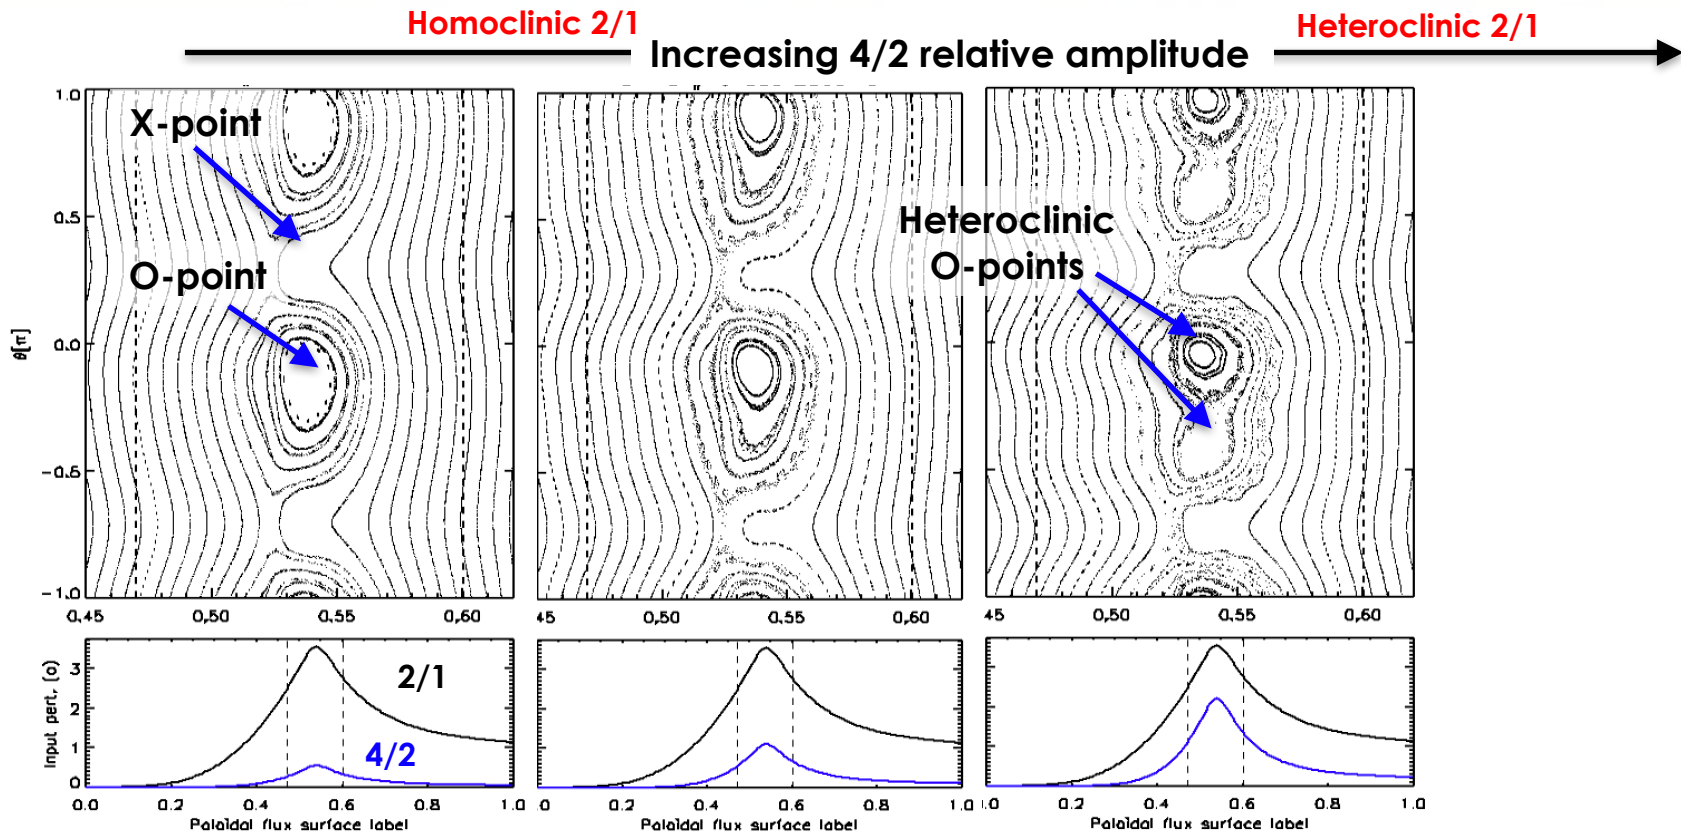 Homoclinic 2/1
Heteroclinic 2/1
Increasing 4/2 relative amplitude
X-point
O-point
Heteroclinic
O-points
θ[π]
1.0
0.5
0.0
-0.5
-1.0
0.45 0.50 0.55 0.60
45 0.50 0.55 0.60
0.50 0.55 0.60
Input pert. (a)
3
2
1
0
2/1
4/2
0.0 0.2 0.4 0.6 0.8 1.0
0.0 0.2 0.4 0.6 0.8 1.0
.0 0.2 0.4 0.6 0.8 1.0
Poloidal flux surface label
Poloidal flux surface label
Poloidal flux surface label